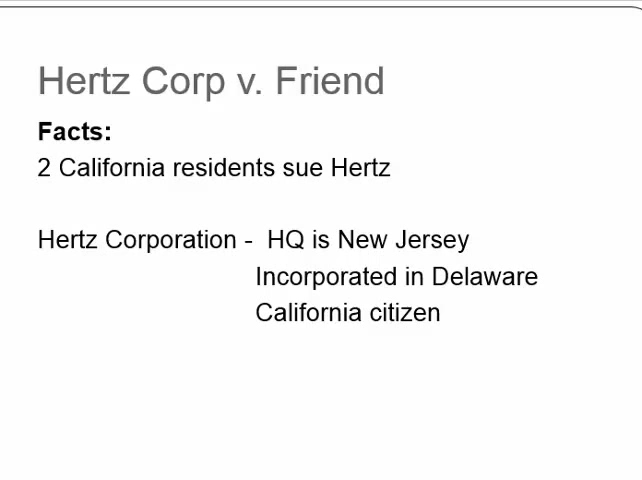 Hertz Corp v. Friend
Facts:
2 California residents sue Hertz
Hertz Corporation - HQ is New Jersey
Incorporated in Delaware
California citizen